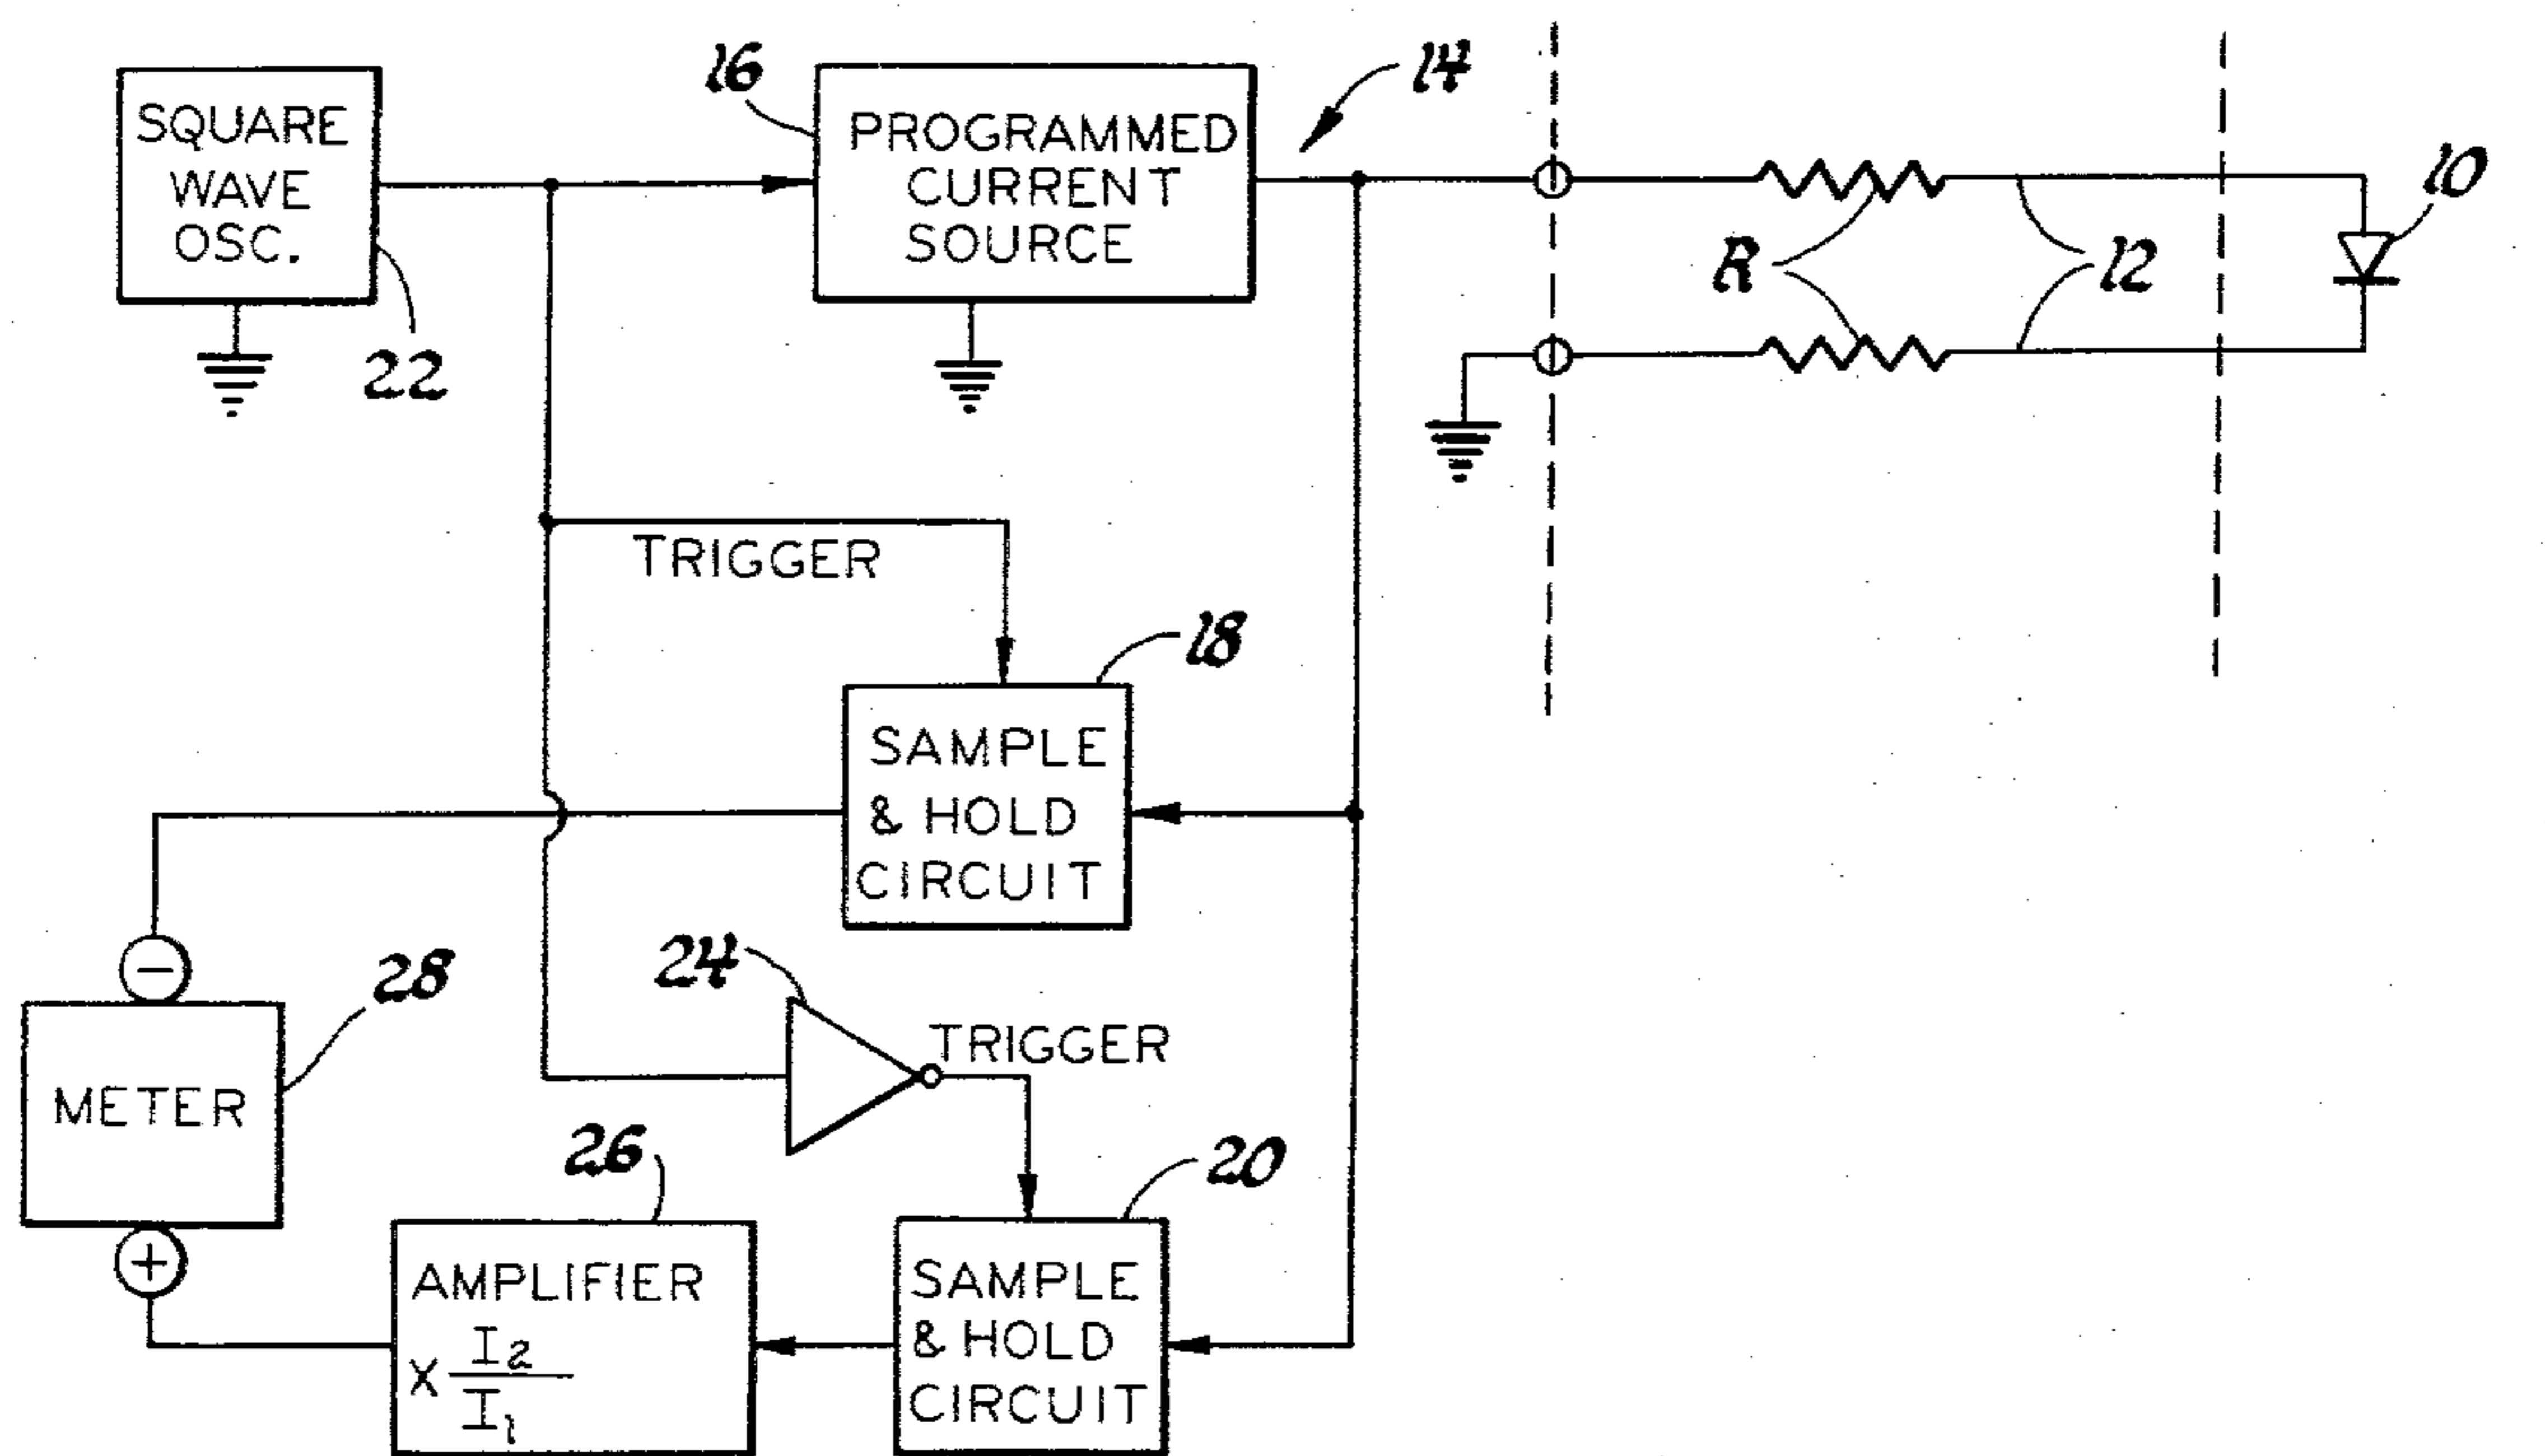 SQUARE
WAVE
OSC.
22
16
PROGRAMMED
CURRENT
SOURCE
14
R
12
10
TRIGGER
18
SAMPLE
& HOLD
CIRCUIT
28
METER
−
+
24
TRIGGER
26
AMPLIFIER
X I2
I1
20
SAMPLE
& HOLD
CIRCUIT